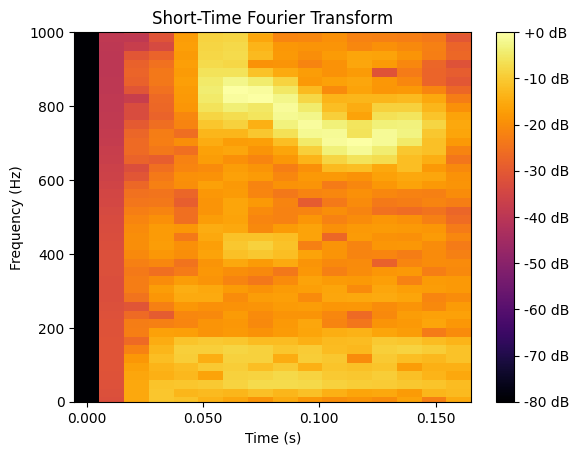 Short-Time Fourier Transform
1000
800
600
400
200
0
Frequency (Hz)
0.000
0.050
0.100
0.150
Time (s)
+0 dB
-10 dB
-20 dB
-30 dB
-40 dB
-50 dB
-60 dB
-70 dB
-80 dB